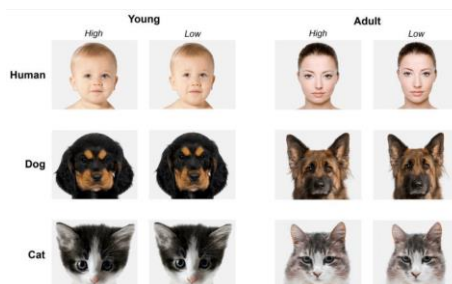 Young Adult
High Low High Low
Human
Dog
Cat